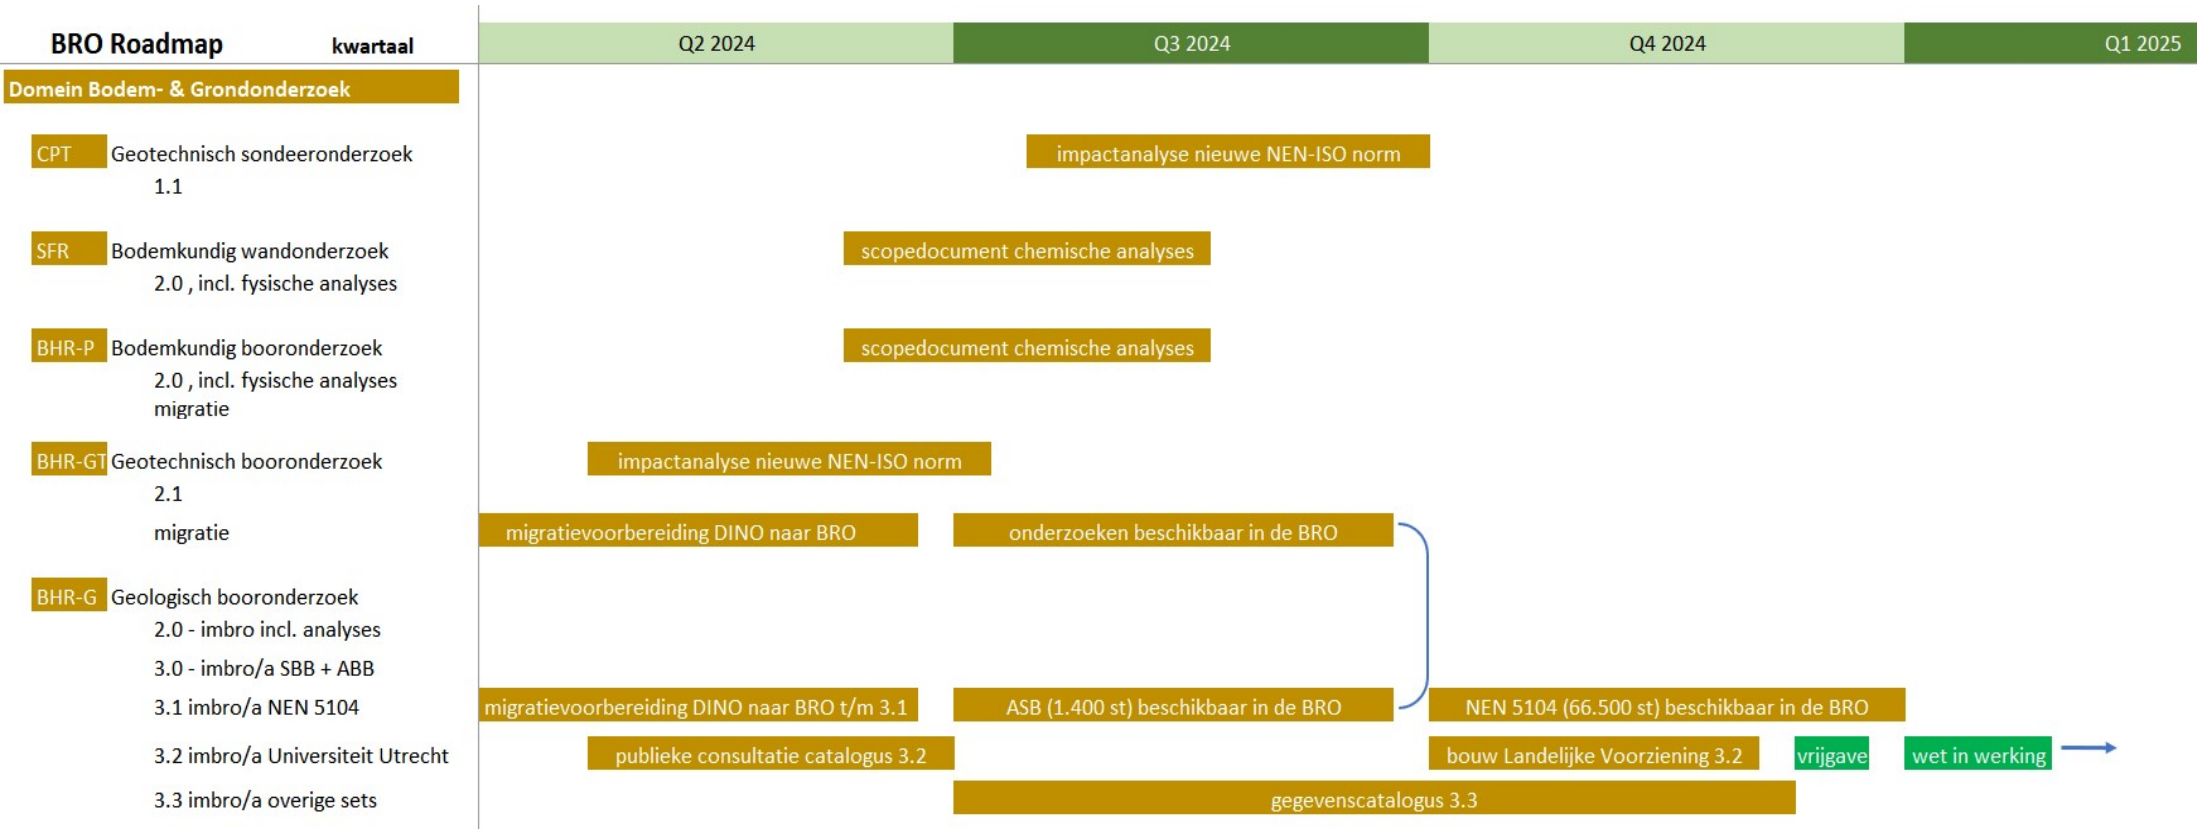 BRO Roadmap kwartaal Q2 2024 Q3 2024 Q4 2024 Q1 2025
Domein Bodem- & Grondonderzoek
CPT Geotechnisch sondeeronderzoek impactanalyse nieuwe NEN-ISO norm
1.1
SFR Bodemkundig wandonderzoek scopedocument chemische analyses
2.0 , incl. fysische analyses
BHR-P Bodemkundig booronderzoek scopedocument chemische analyses
2.0 , incl. fysische analyses
migratie
BHR-GT Geotechnisch booronderzoek impactanalyse nieuwe NEN-ISO norm
2.1
migratie migratievoorbereiding DINO naar BRO onderzoeken beschikbaar in de BRO
BHR-G Geologisch booronderzoek
2.0 - imbro incl. analyses
3.0 - imbro/a SBB + ABB
3.1 imbro/a NEN 5104 migratievoorbereiding DINO naar BRO t/m 3.1 ASB (1.400 st) beschikbaar in de BRO NEN 5104 (66.500 st) beschikbaar in de BRO
3.2 imbro/a Universiteit Utrecht publieke consultatie catalogus 3.2 bouw Landelijke Voorziening 3.2 vrijgave wet in werking
3.3 imbro/a overige sets gegevenscatalogus 3.3